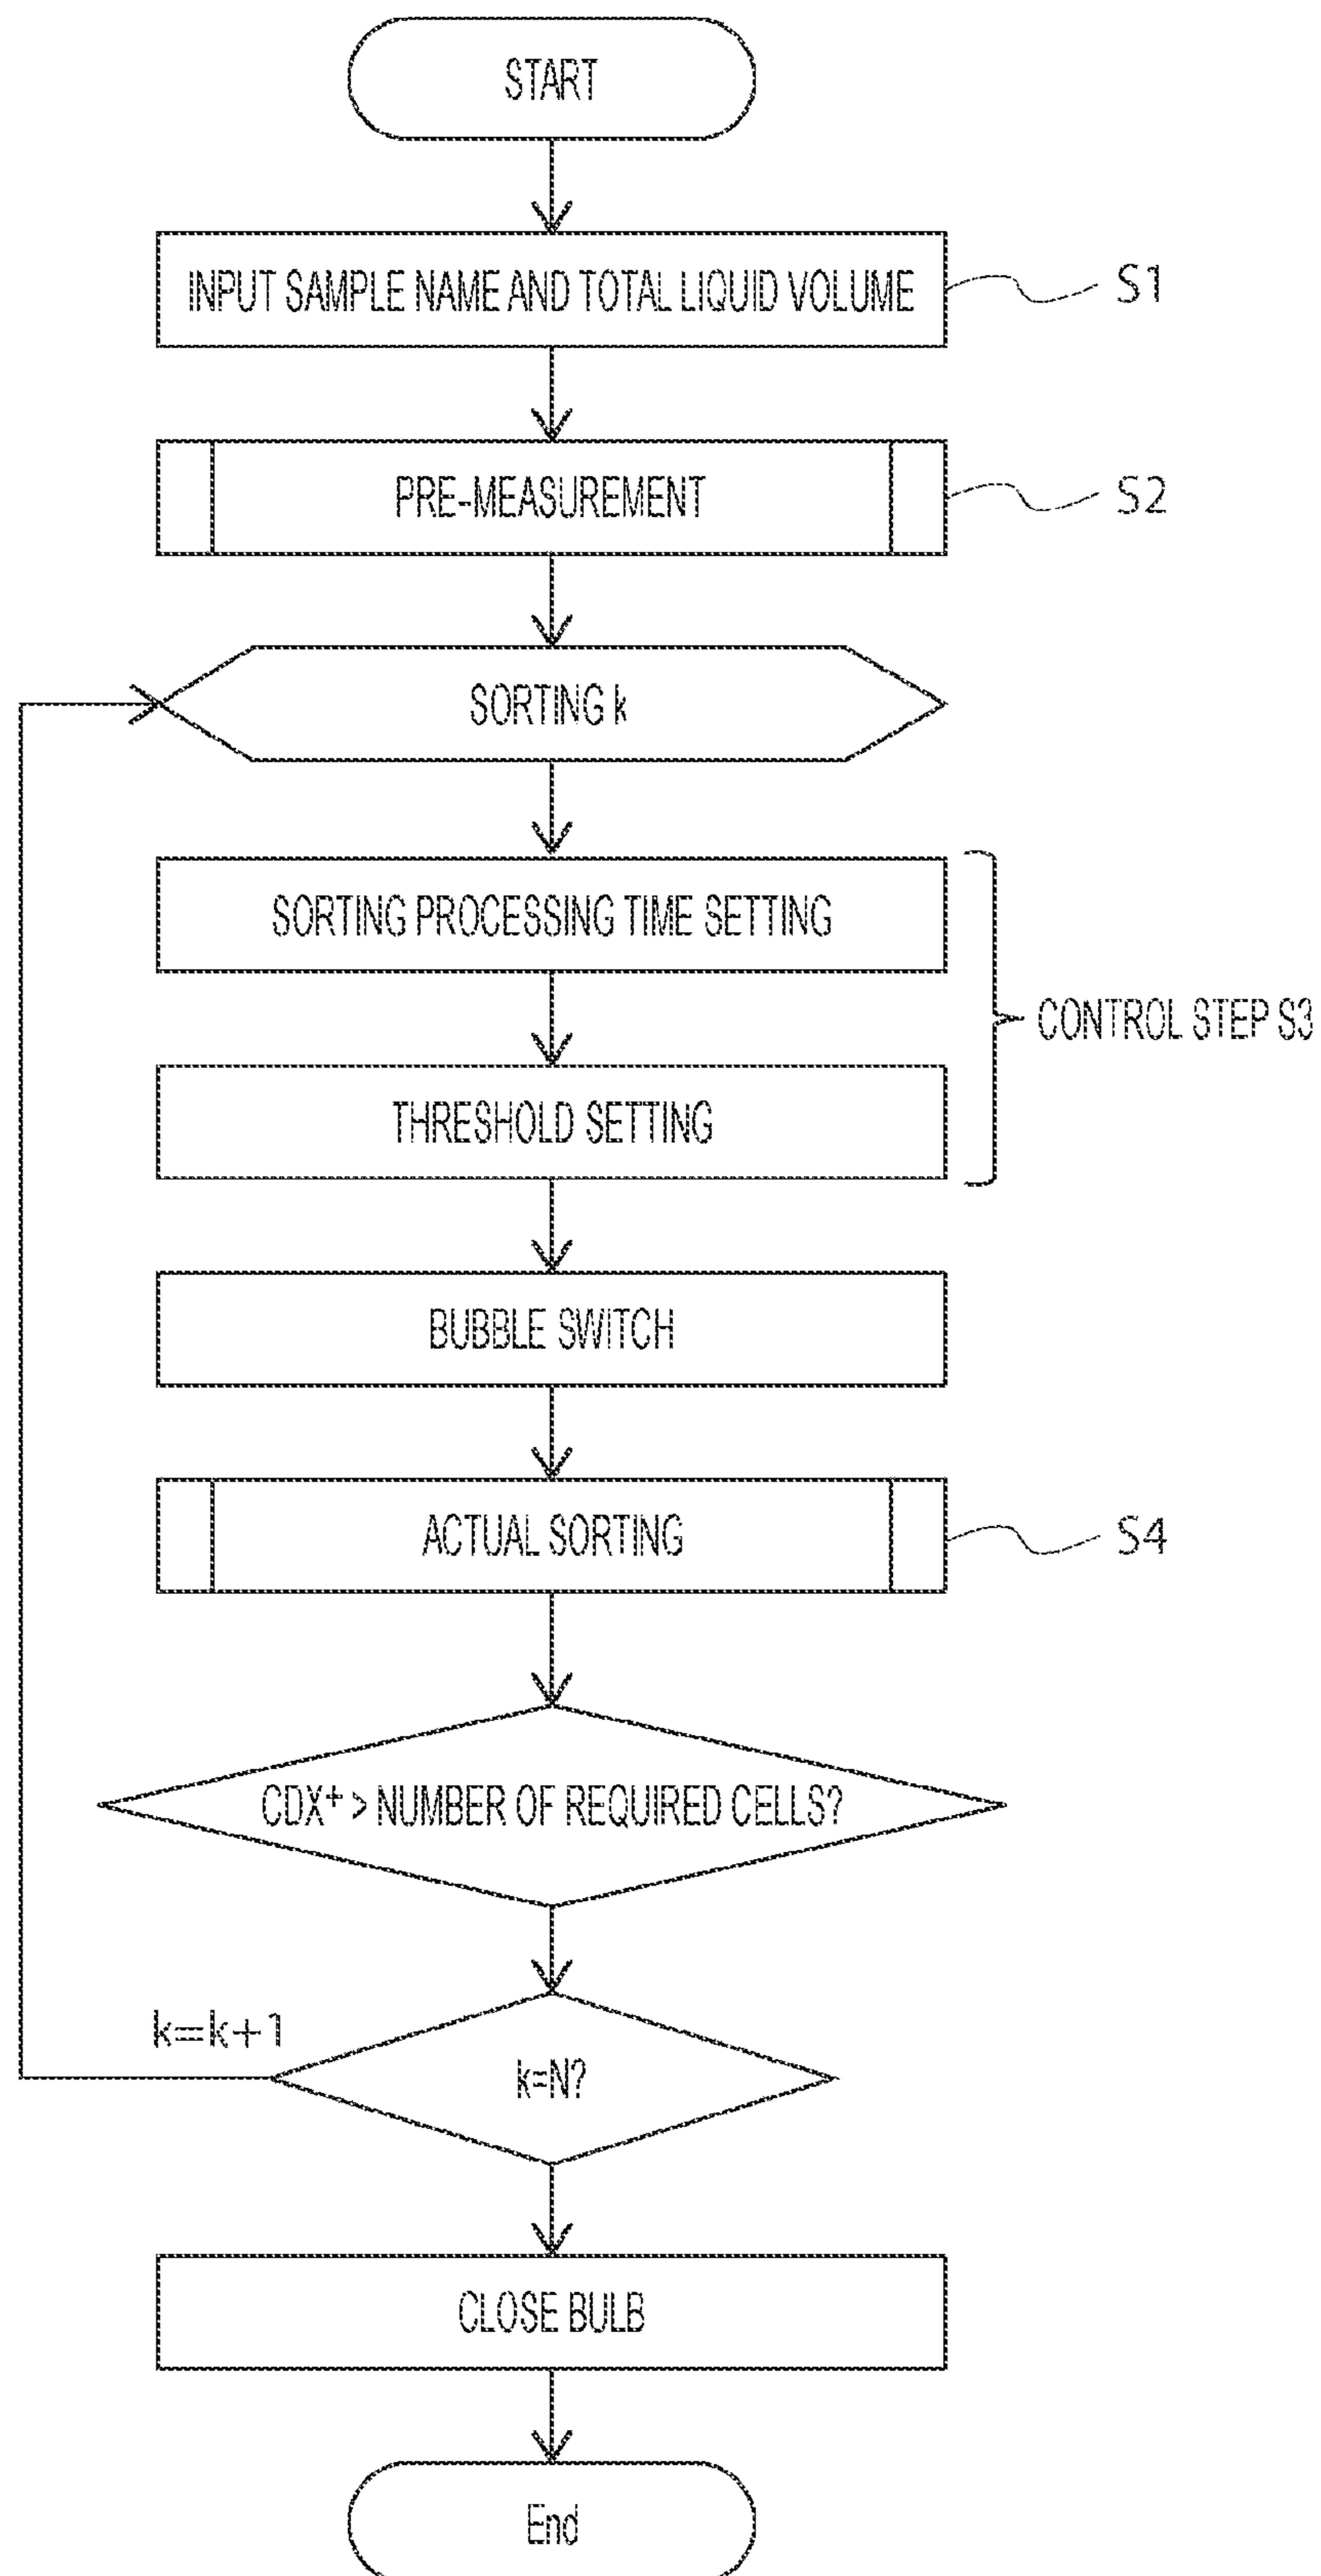 START
INPUT SAMPLE NAME AND TOTAL LIQUID VOLUME
S1
PRE-MEASUREMENT
S2
SORTING k
SORTING PROCESSING TIME SETTING
CONTROL STEP S3
THRESHOLD SETTING
BUBBLE SWITCH
ACTUAL SORTING
S4
CDX⁺ > NUMBER OF REQUIRED CELLS?
k=k+1
k=N?
CLOSE BULB
End